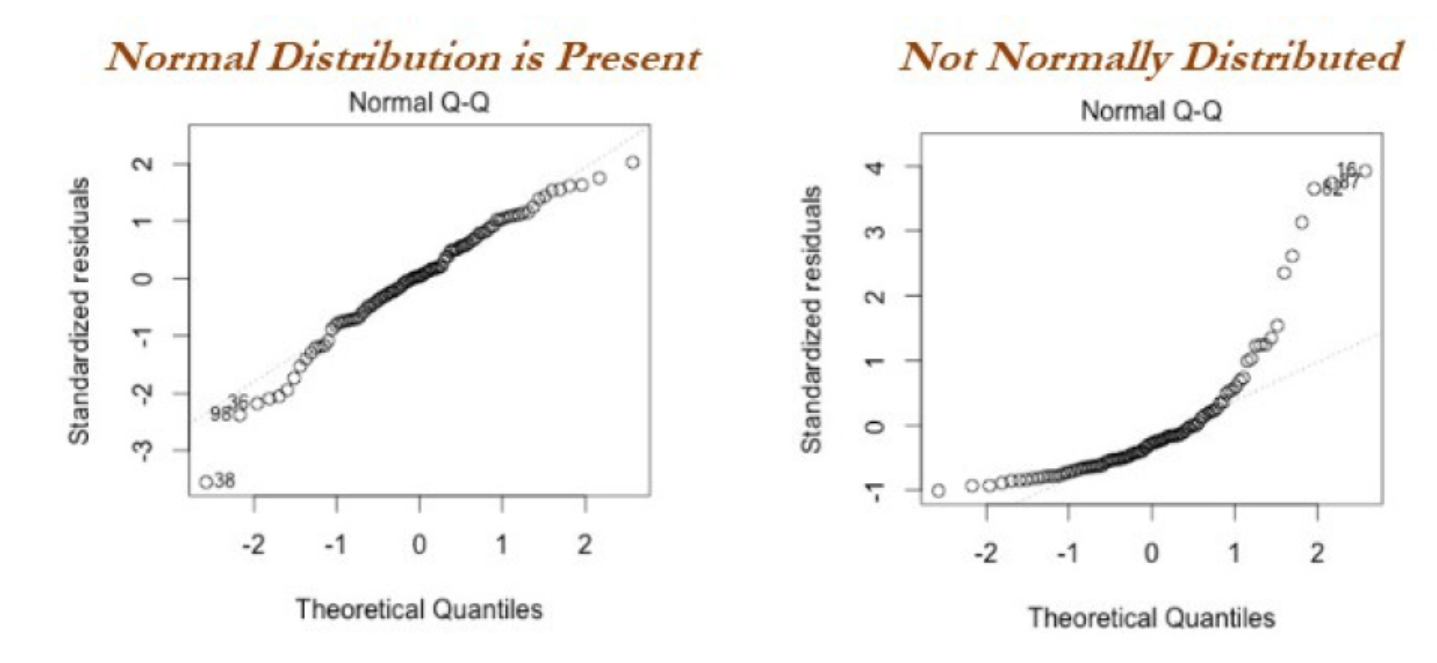 Normal Distribution is Present
Normal Q-Q
Standardized residuals
2
1
0
-1
-2
-3
36
98
38
-2 -1 0 1 2
Theoretical Quantiles
Not Normally Distributed
Normal Q-Q
Standardized residuals
4
3
2
1
0
-1
16
62
-2 -1 0 1 2
Theoretical Quantiles